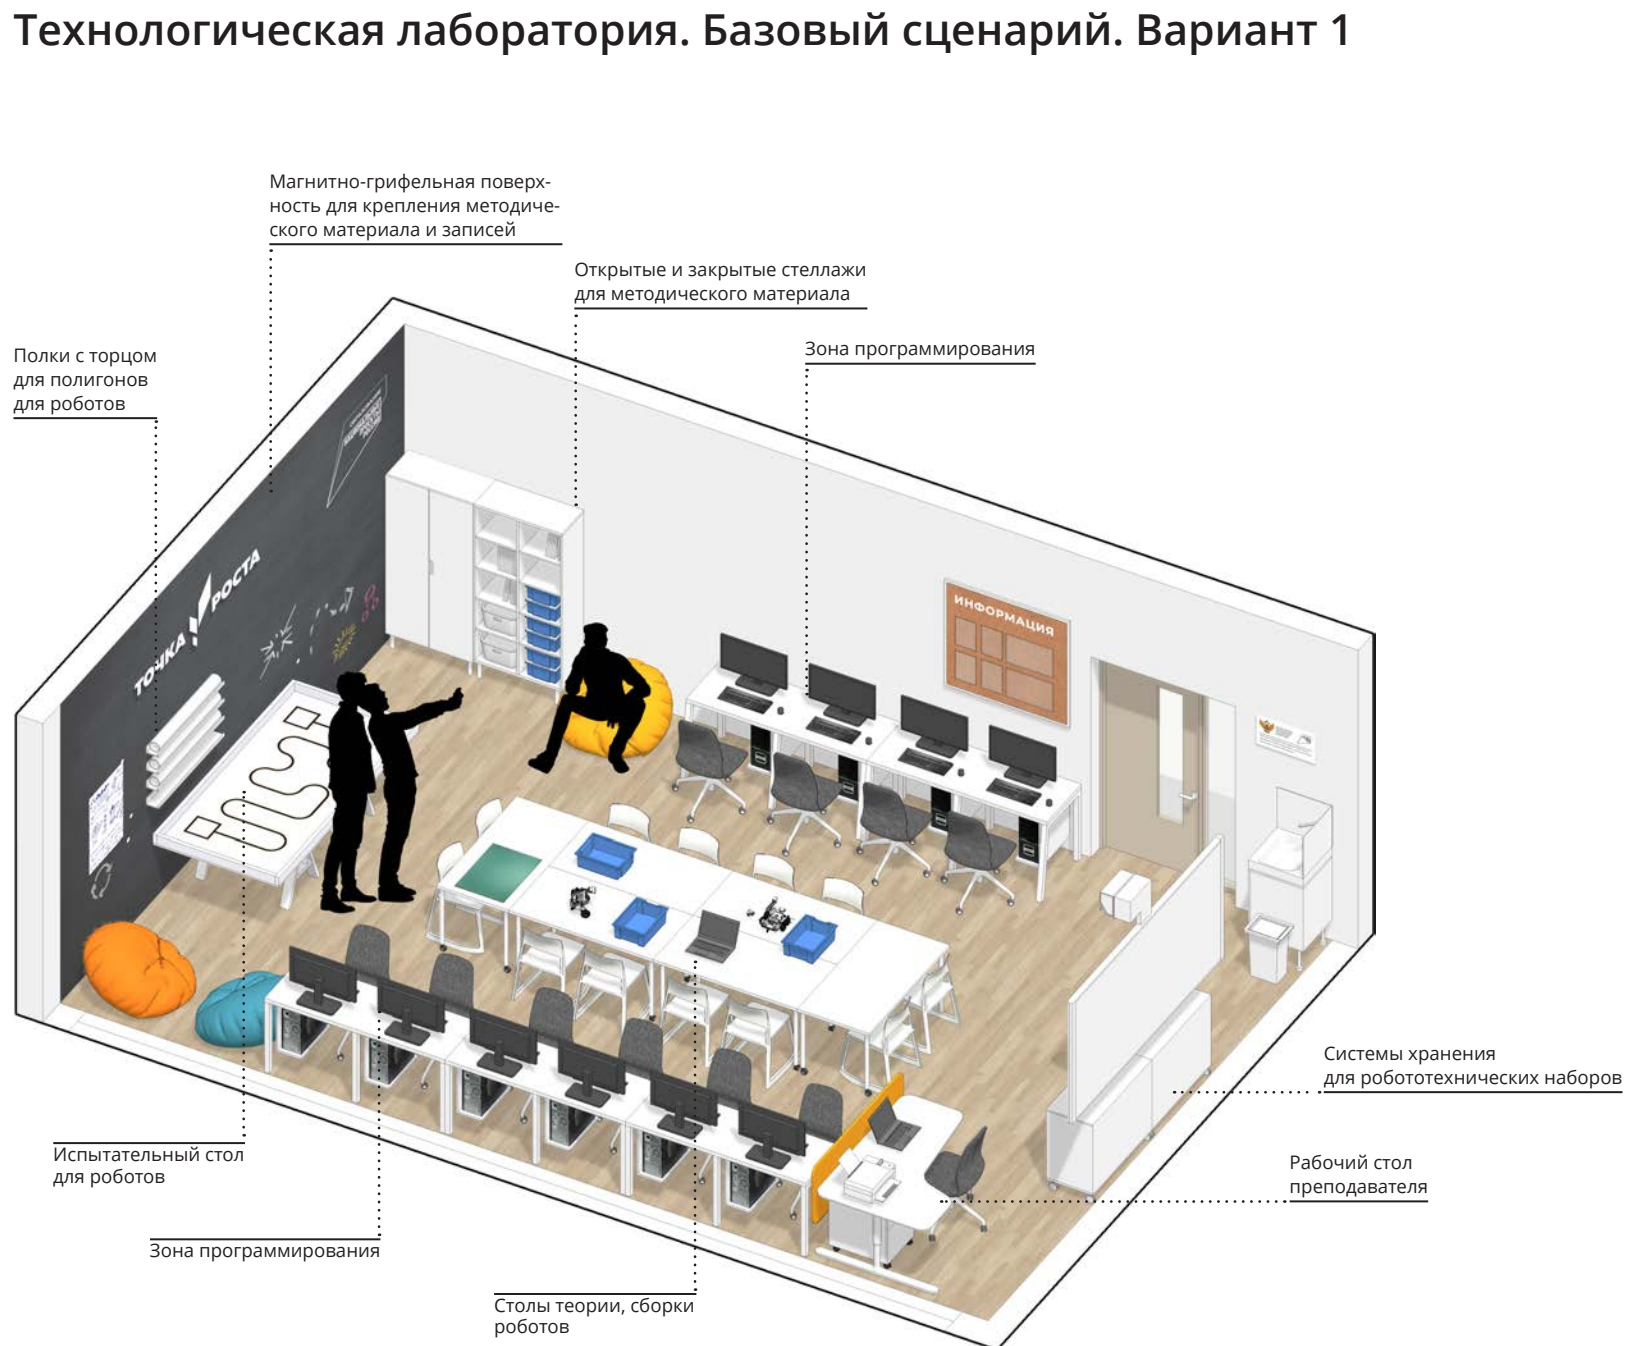 Технологическая лаборатория. Базовый сценарий. Вариант 1
Магнитно-грифельная поверх-
ность для крепления методиче-
ского материала и записей
Открытые и закрытые стеллажи
для методического материала
Зона программирования
Полки с торцом
для полигонов
для роботов
ТОЧКА РОСТА
ИНФОРМАЦИЯ
Системы хранения
для робототехнических наборов
Испытательный стол
для роботов
Рабочий стол
преподавателя
Зона программирования
Столы теории, сборки
роботов